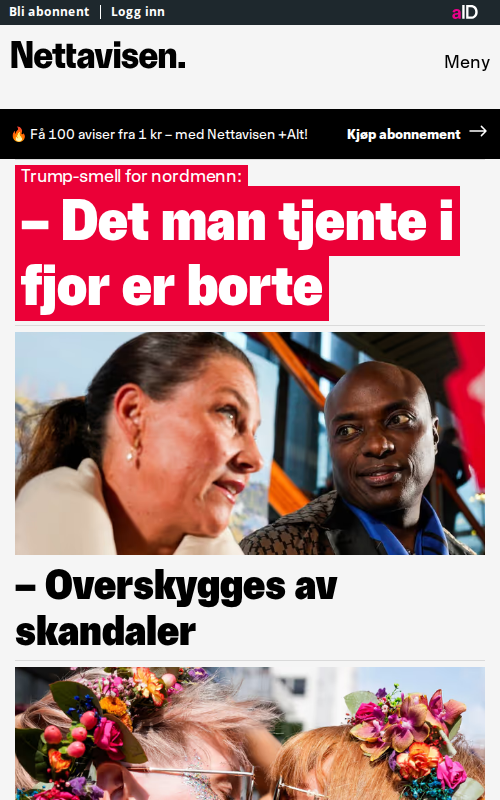 Bli abonnent | Logg inn
aID
Nettavisen.
Meny
🔥 Få 100 aviser fra 1 kr – med Nettavisen +Alt!
Kjøp abonnement →
Trump-smell for nordmenn:
– Det man tjente i
fjor er borte
– Overskygges av
skandaler